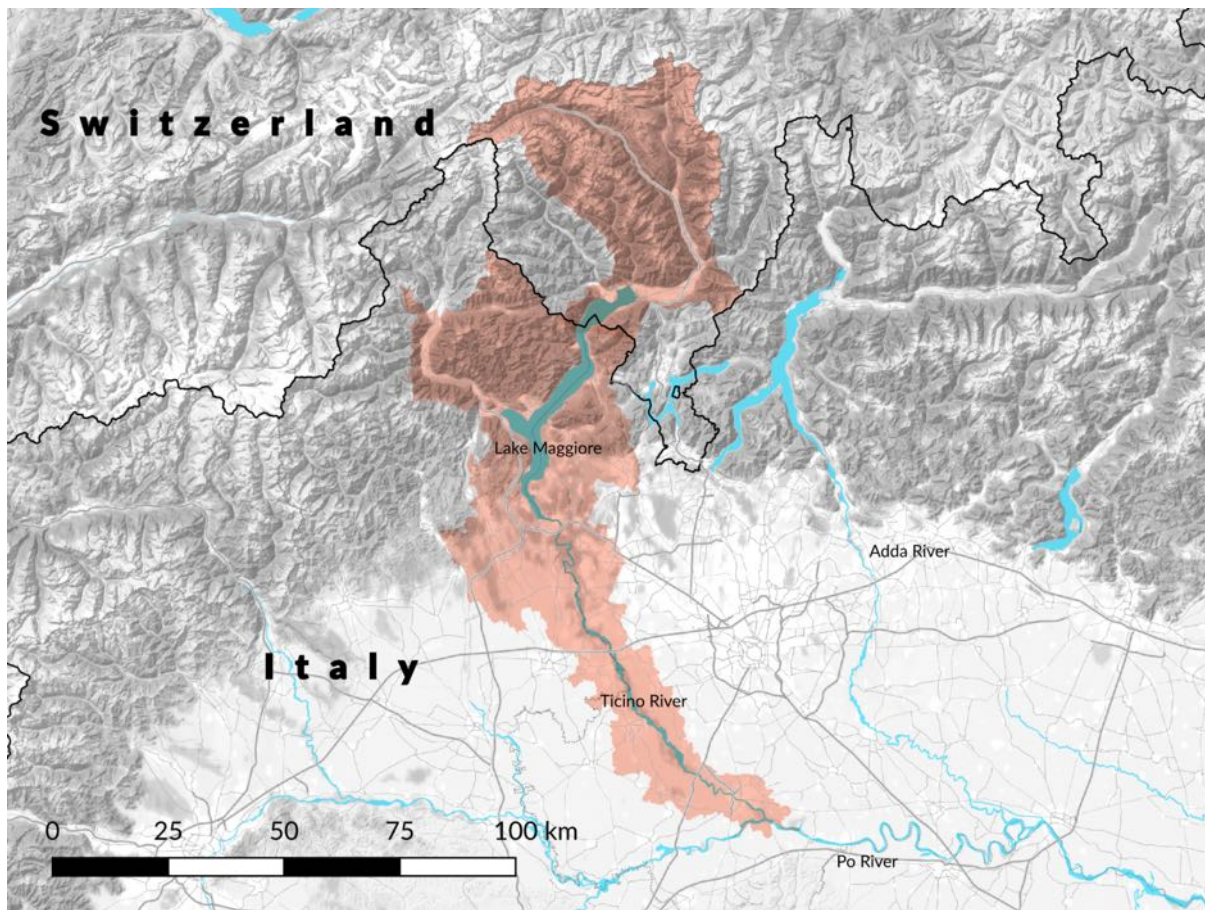 Switzerland
Lake Maggiore
Adda River
Italy
Ticino River
0 25 50 75 100 km
Po River